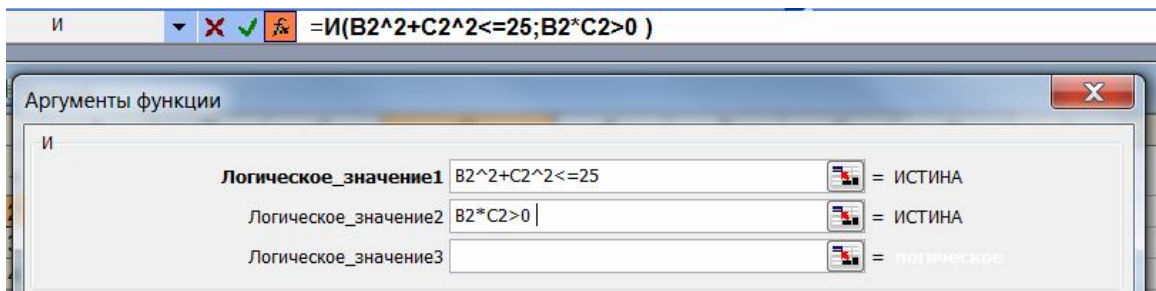 И fx =И(B2^2+C2^2<=25;B2*C2>0 )
Аргументы функции
И
Логическое_значение1 B2^2+C2^2<=25 = ИСТИНА
Логическое_значение2 B2*C2>0 = ИСТИНА
Логическое_значение3 = логическое